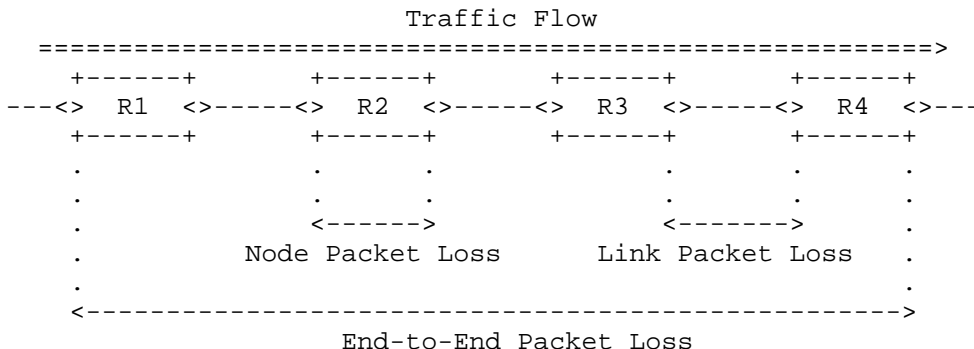 Traffic Flow
========================================================>
+------+ +------+ +------+ +------+
---<> R1 <>-----<> R2 <>-----<> R3 <>-----<> R4 <>---
+------+ +------+ +------+ +------+
. . . . . .
. . . . . .
. <------> <-------> .
. Node Packet Loss Link Packet Loss .
. .
<--------------------------------------------------->
End-to-End Packet Loss